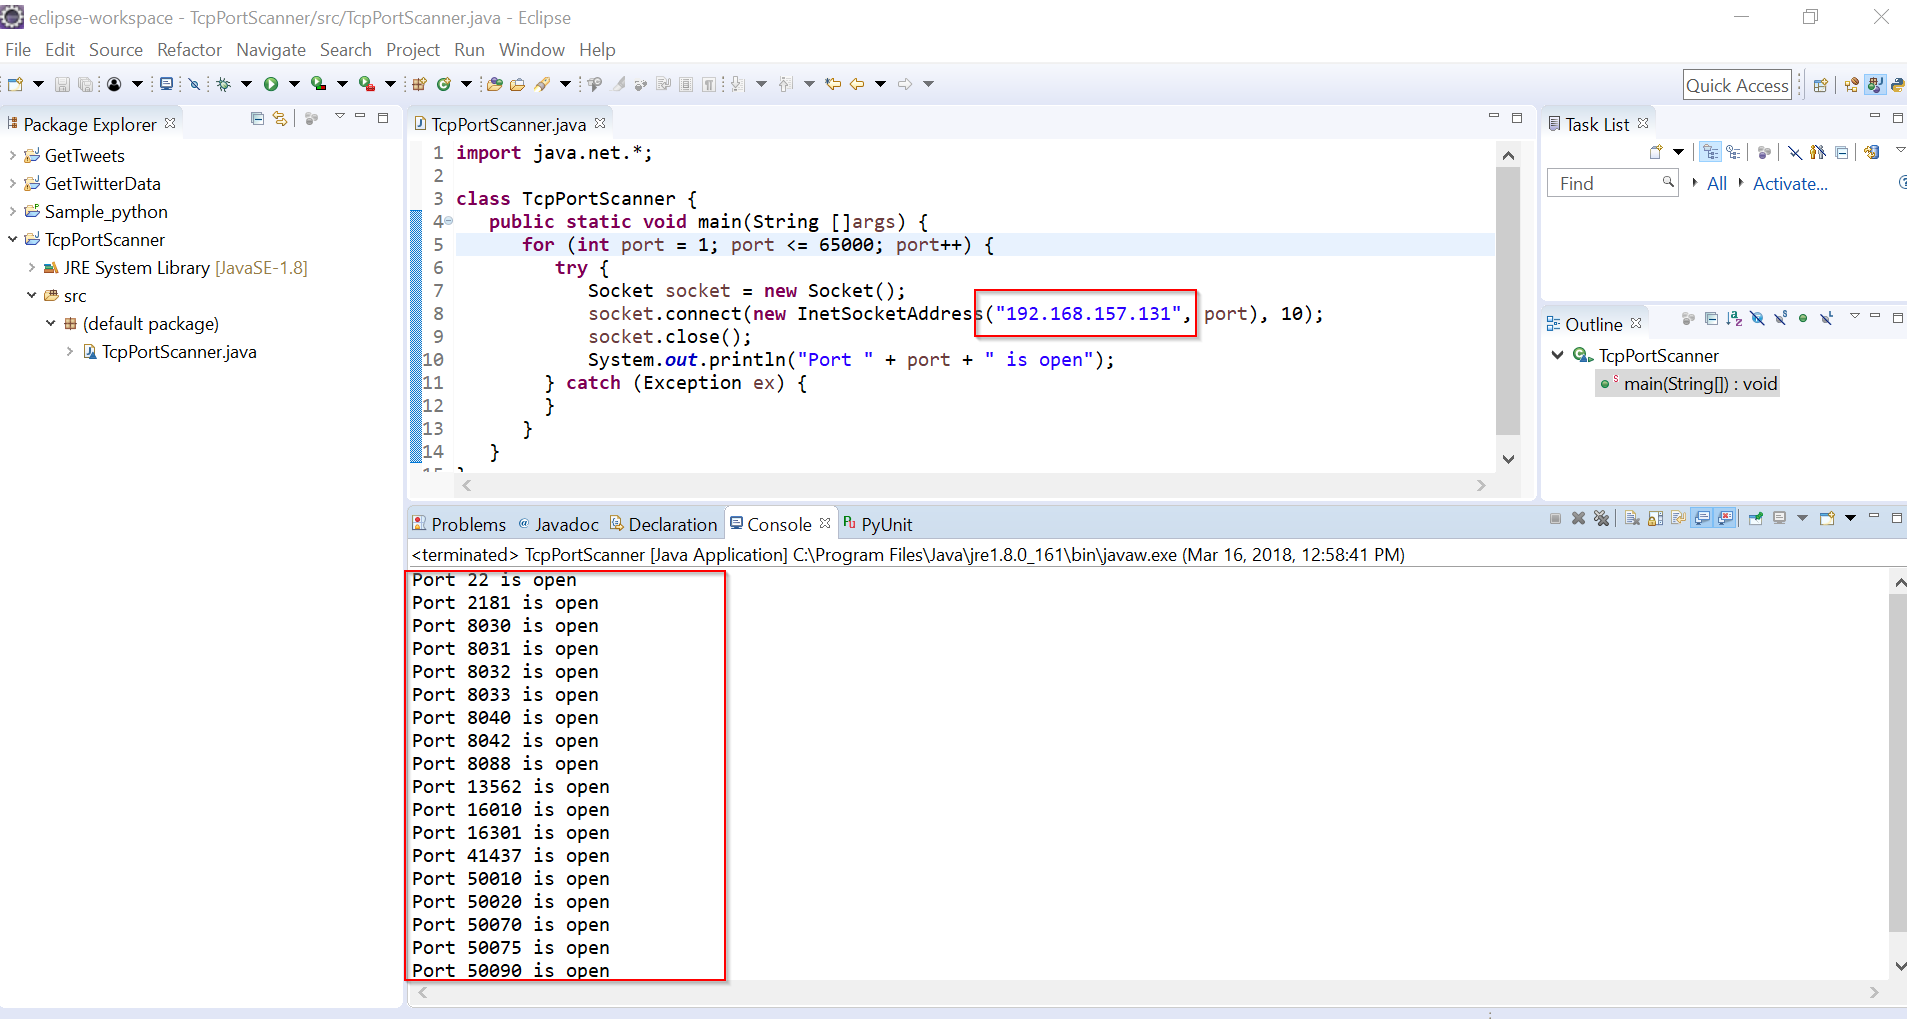 eclipse-workspace - TcpPortScanner/src/TcpPortScanner.java - Eclipse
File Edit Source Refactor Navigate Search Project Run Window Help
Quick Access
Package Explorer
GetTweets
GetTwitterData
Sample_python
TcpPortScanner
JRE System Library [JavaSE-1.8]
src
(default package)
TcpPortScanner.java
TcpPortScanner.java
1 import java.net.*;
2
3 class TcpPortScanner {
4 public static void main(String []args) {
5 for (int port = 1; port <= 65000; port++) {
6 try {
7 Socket socket = new Socket();
8 socket.connect(new InetSocketAddress("192.168.157.131", port), 10);
9 socket.close();
10 System.out.println("Port " + port + " is open");
11 } catch (Exception ex) {
12 }
13 }
14 }
Task List
Find
All
Activate...
Outline
TcpPortScanner
main(String[]) : void
Problems @ Javadoc Declaration Console PyUnit
<terminated> TcpPortScanner [Java Application] C:\Program Files\Java\jre1.8.0_161\bin\javaw.exe (Mar 16, 2018, 12:58:41 PM)
Port 22 is open
Port 2181 is open
Port 8030 is open
Port 8031 is open
Port 8032 is open
Port 8033 is open
Port 8040 is open
Port 8042 is open
Port 8088 is open
Port 13562 is open
Port 16010 is open
Port 16301 is open
Port 41437 is open
Port 50010 is open
Port 50020 is open
Port 50070 is open
Port 50075 is open
Port 50090 is open